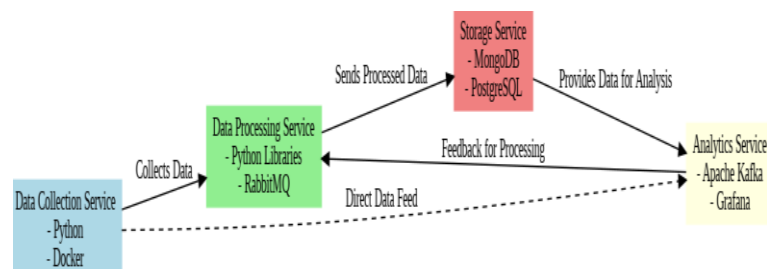 Storage Service
- MongoDB
- PostgreSQL
Sends Processed Data
Provides Data for Analysis
Data Processing Service
- Python Libraries
- RabbitMQ
Feedback for Processing
Analytics Service
- Apache Kafka
- Grafana
Collects Data
Direct Data Feed
Data Collection Service
- Python
- Docker